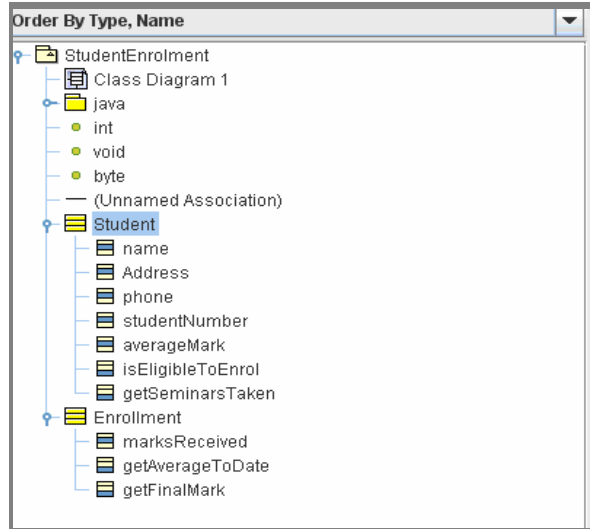 Order By Type, Name
StudentEnrolment
Class Diagram 1
java
int
void
byte
(Unnamed Association)
Student
name
Address
phone
studentNumber
averageMark
isEligibleToEnrol
getSeminarsTaken
Enrollment
marksReceived
getAverageToDate
getFinalMark